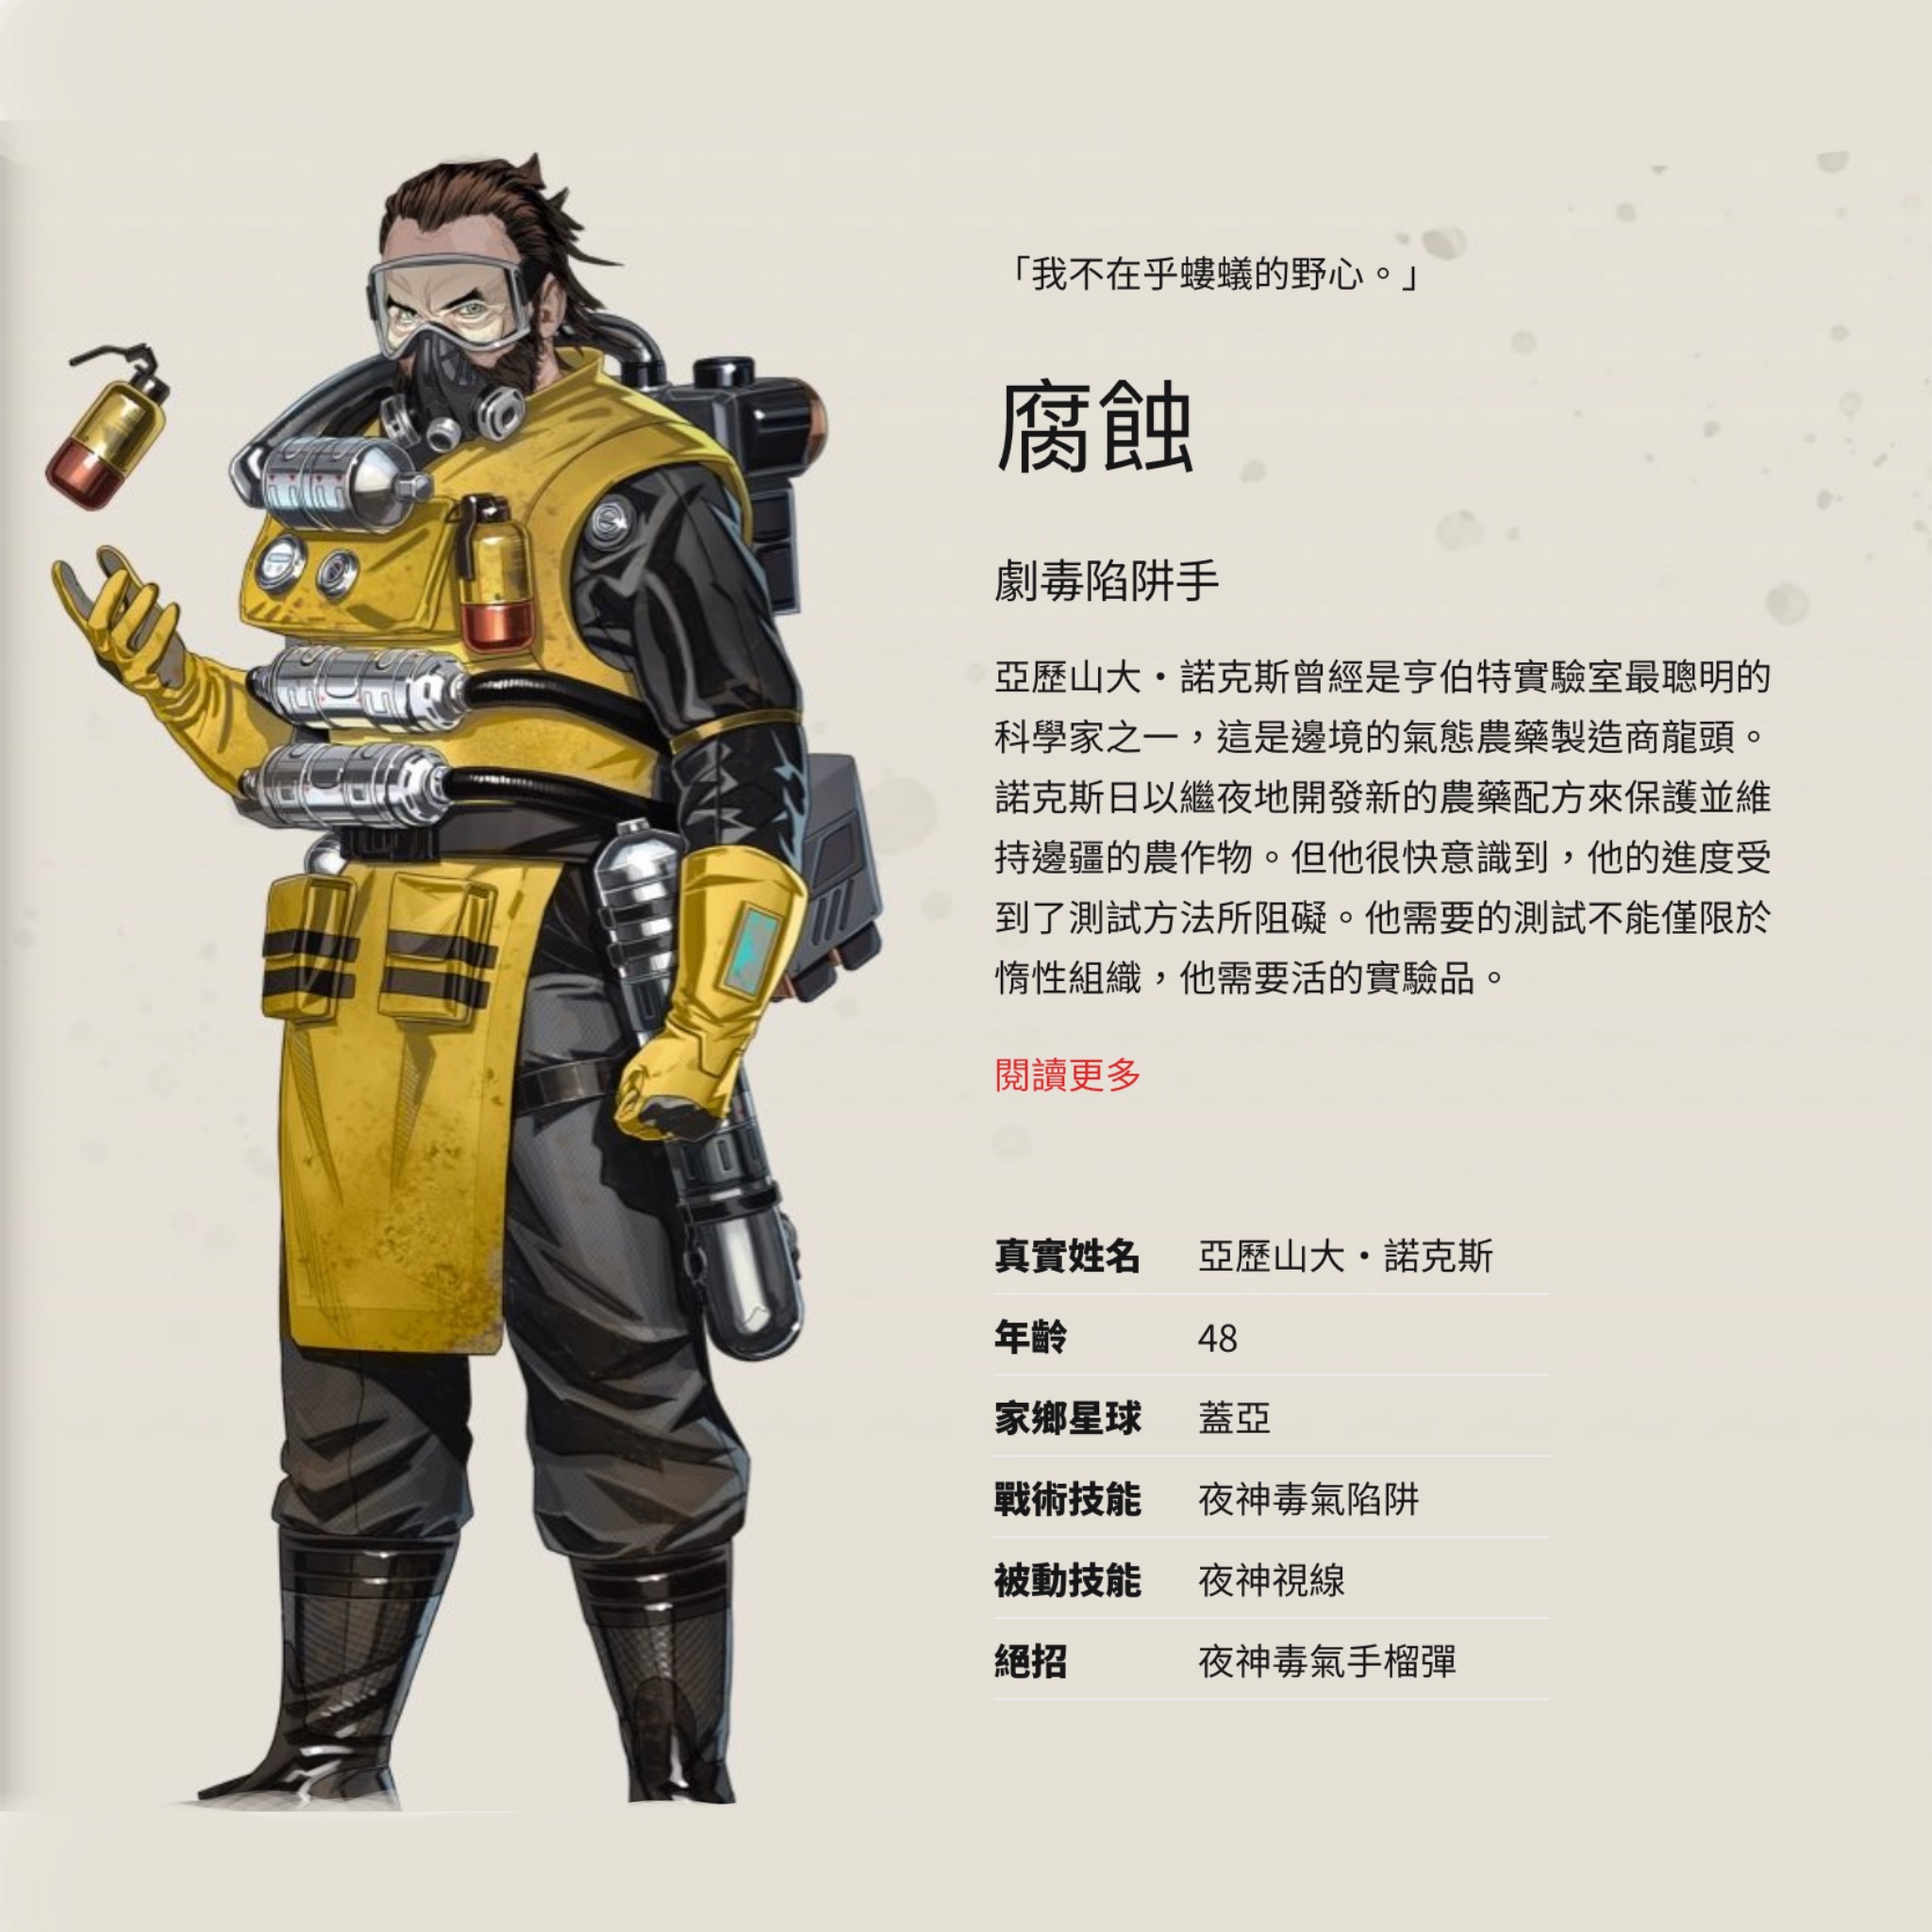 「我不在乎螻蟻的野心。」
腐蝕
劇毒陷阱手
亞歷山大・諾克斯曾經是亨伯特實驗室最聰明的
科學家之一，這是邊境的氣態農藥製造商龍頭。
諾克斯日以繼夜地開發新的農藥配方來保護並維
持邊疆的農作物。但他很快意識到，他的進度受
到了測試方法所阻礙。他需要的測試不能僅限於
惰性組織，他需要活的實驗品。
閱讀更多
真實姓名 亞歷山大・諾克斯
年齡 48
家鄉星球 蓋亞
戰術技能 夜神毒氣陷阱
被動技能 夜神視線
絕招 夜神毒氣手榴彈